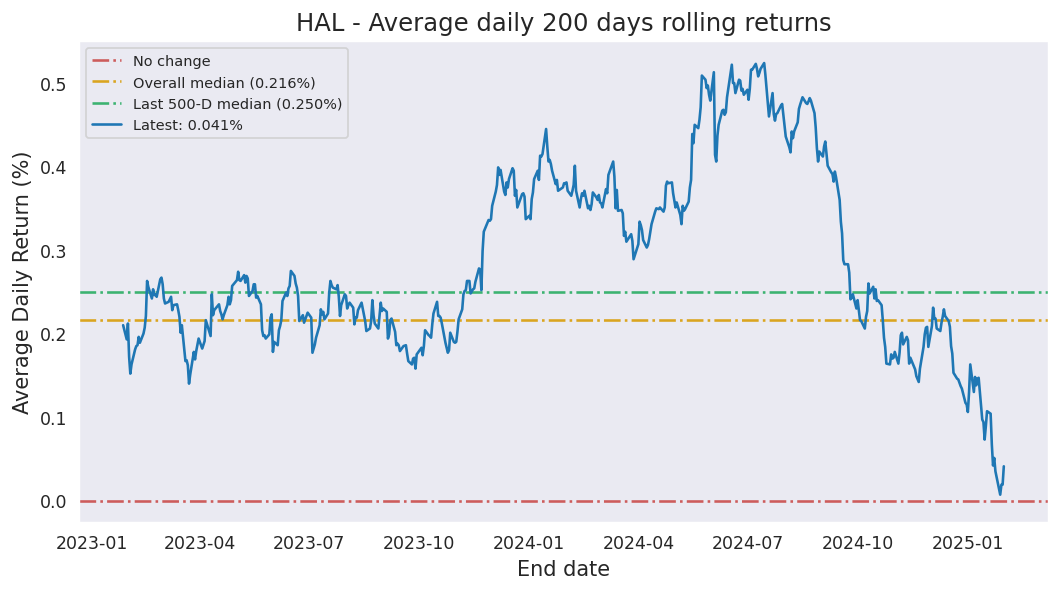 HAL - Average daily 200 days rolling returns
No change
Overall median (0.216%)
Last 500-D median (0.250%)
Latest: 0.041%
Average Daily Return (%)
0.5
0.4
0.3
0.2
0.1
0.0
2023-01 2023-04 2023-07 2023-10 2024-01 2024-04 2024-07 2024-10 2025-01
End date